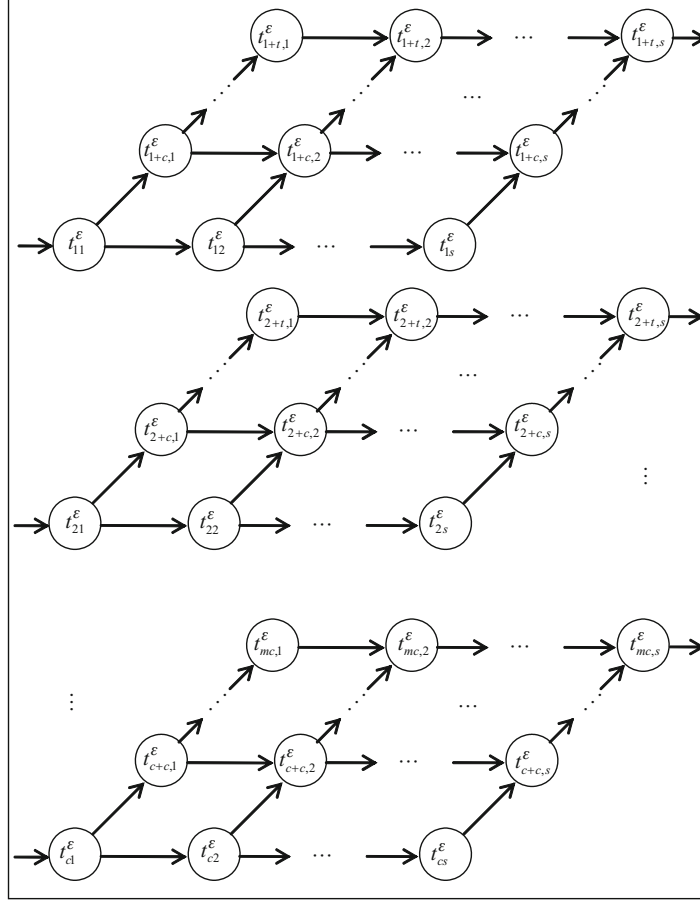 t^ε_{1+t,1} t^ε_{1+t,2} ... t^ε_{1+t,s}
... ... ... ...
t^ε_{1+c,1} t^ε_{1+c,2} ... t^ε_{1+c,s}
t^ε_{11} t^ε_{12} ... t^ε_{1s}
t^ε_{2+t,1} t^ε_{2+t,2} ... t^ε_{2+t,s}
... ... ... ...
t^ε_{2+c,1} t^ε_{2+c,2} ... t^ε_{2+c,s}
⋮
t^ε_{21} t^ε_{22} ... t^ε_{2s}
t^ε_{mc,1} t^ε_{mc,2} ... t^ε_{mc,s}
⋮ ... ... ... ...
t^ε_{c+c,1} t^ε_{c+c,2} ... t^ε_{c+c,s}
t^ε_{c1} t^ε_{c2} ... t^ε_{cs}